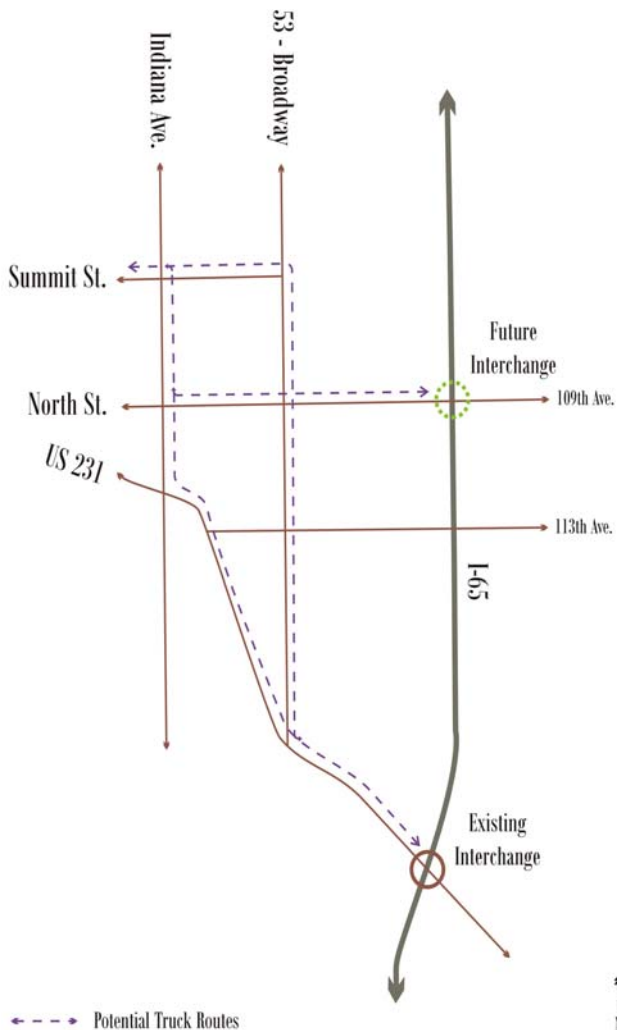 Indiana Ave.
53 - Broadway
Summit St.
Future
Interchange
North St.
109th Ave.
US 231
113th Ave.
I-65
Existing
Interchange
Potential Truck Routes